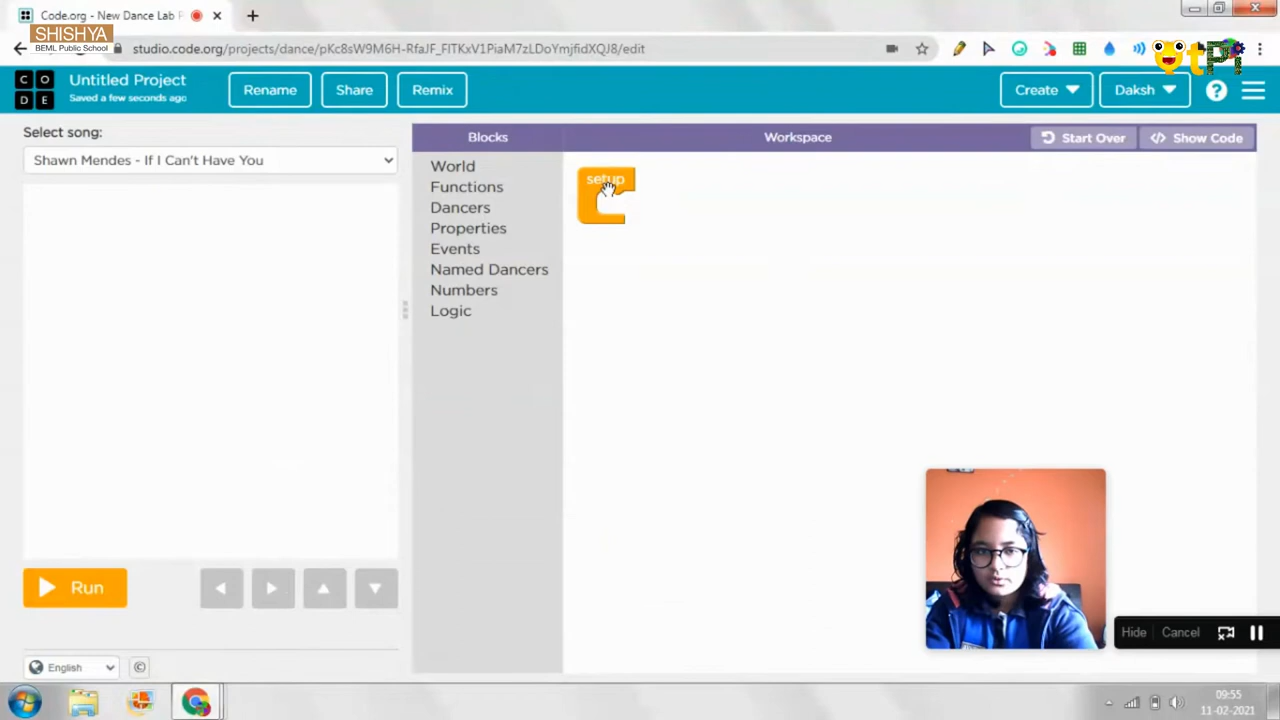 Code.org - New Dance Lab P
SHISHYA
BEML Public School
studio.code.org/projects/dance/pKc8sW9M6H-RfaJF_FlTKxV1PiaM7zLDoYmjfidXQJ8/edit
CO
DE
Untitled Project
Saved a few seconds ago
Rename
Share
Remix
Create
Daksh
?
Select song:
Shawn Mendes - If I Can't Have You
Blocks
Workspace
Start Over
Show Code
World
Functions
Dancers
Properties
Events
Named Dancers
Numbers
Logic
setup
Run
Hide
Cancel
English
©
09:55
11-02-2021